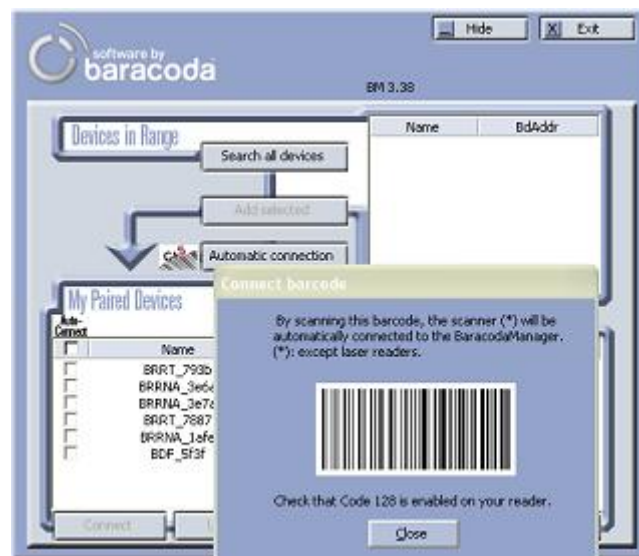 Hide
Exit
software by
baracoda
BM 3.38
Devices in Range
Name BdAddr
Search all devices
Add selected
Automatic connection
Connect barcode
My Paired Devices
Auto-
Connect
Name
By scanning this barcode, the scanner (*) will be
automatically connected to the BaracodaManager.
(*): except laser readers.
BRRT_793b
BRRNA_3e6a
BRRNA_3e7a
BRRT_7887
BRRNA_1afe
BDF_5f3f
Check that Code 128 is enabled on your reader.
Connect
Close